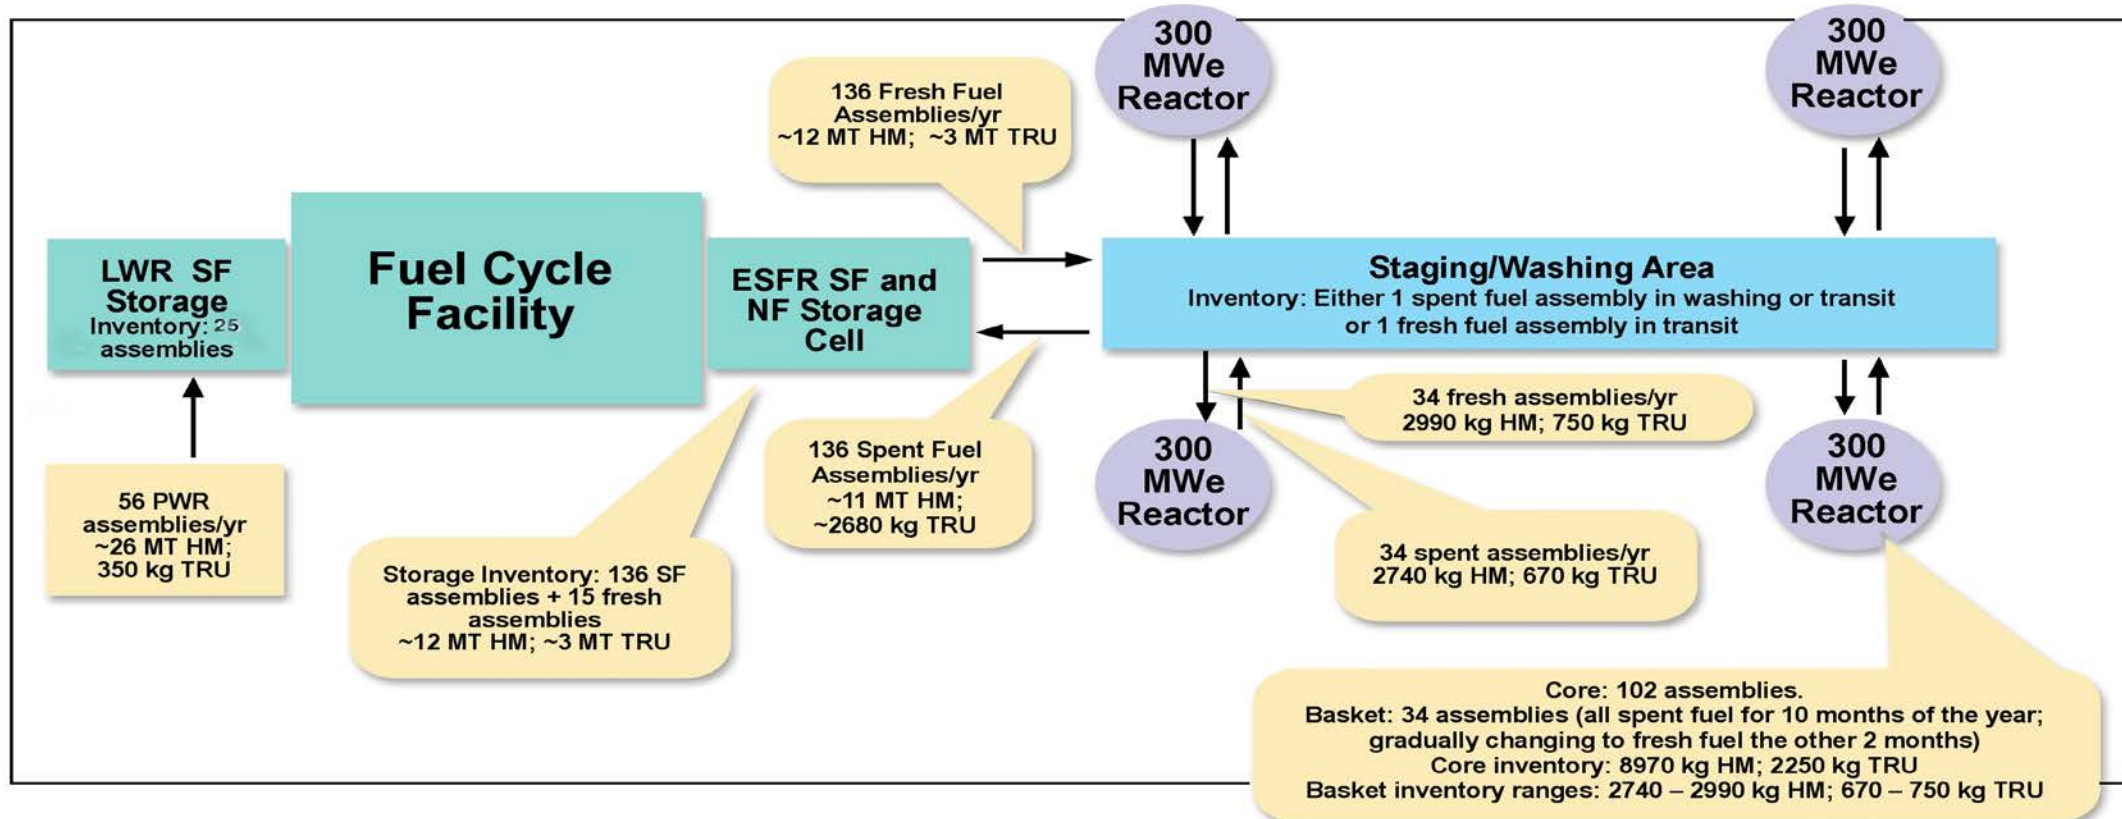 300
MWe
Reactor
300
MWe
Reactor
136 Fresh Fuel
Assemblies/yr
~12 MT HM; ~3 MT TRU
LWR SF
Storage
Inventory: 25
assemblies
Fuel Cycle
Facility
ESFR SF and
NF Storage
Cell
Staging/Washing Area
Inventory: Either 1 spent fuel assembly in washing or transit
or 1 fresh fuel assembly in transit
56 PWR
assemblies/yr
~26 MT HM;
350 kg TRU
Storage Inventory: 136 SF
assemblies + 15 fresh
assemblies
~12 MT HM; ~3 MT TRU
136 Spent Fuel
Assemblies/yr
~11 MT HM;
~2680 kg TRU
300
MWe
Reactor
34 fresh assemblies/yr
2990 kg HM; 750 kg TRU
34 spent assemblies/yr
2740 kg HM; 670 kg TRU
300
MWe
Reactor
Core: 102 assemblies.
Basket: 34 assemblies (all spent fuel for 10 months of the year;
gradually changing to fresh fuel the other 2 months)
Core inventory: 8970 kg HM; 2250 kg TRU
Basket inventory ranges: 2740 – 2990 kg HM; 670 – 750 kg TRU